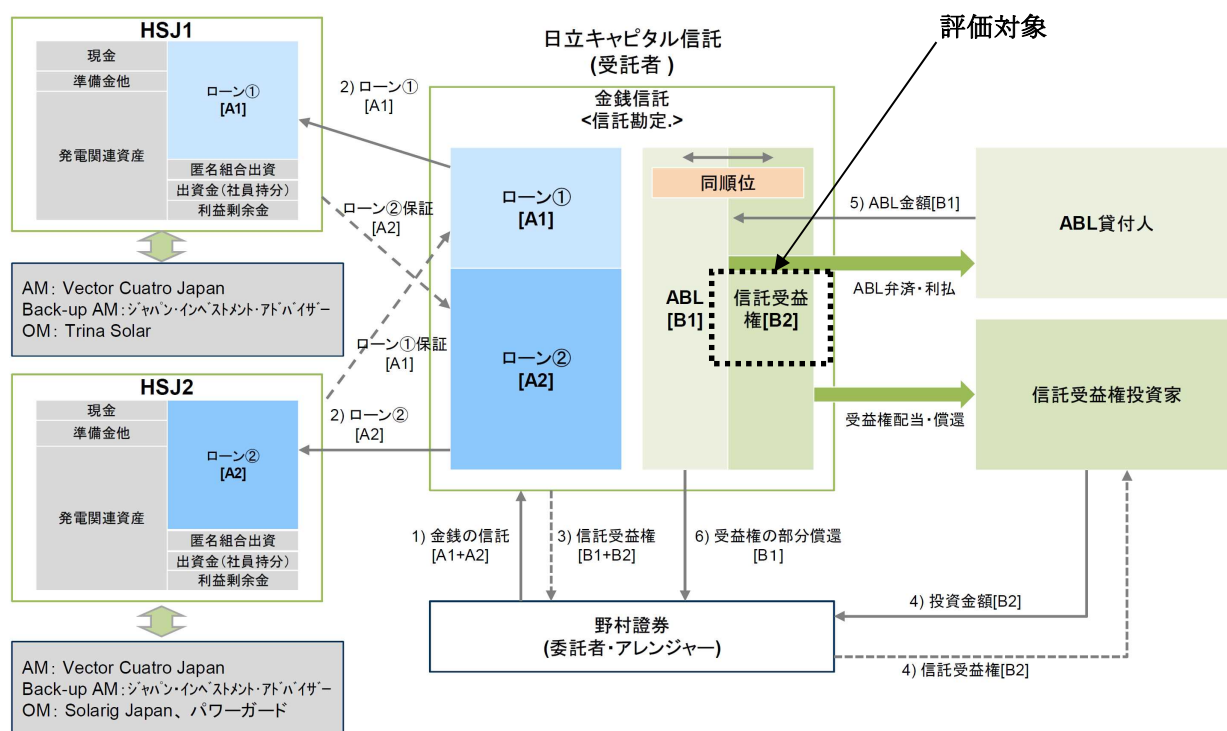 HSJ1
現金
準備金他
発電関連資産
ローン①
[A1]
匿名組合出資
出資金(社員持分)
利益剰余金
AM: Vector Cuatro Japan
Back-up AM:ジャパン・インベストメント・アドバイザー
OM: Trina Solar
HSJ2
現金
準備金他
発電関連資産
ローン②
[A2]
匿名組合出資
出資金(社員持分)
利益剰余金
AM: Vector Cuatro Japan
Back-up AM:ジャパン・インベストメント・アドバイザー
OM: Solarig Japan、パワーガード
2) ローン①
[A1]
ローン②保証
[A2]
ローン①保証
[A1]
2) ローン②
[A2]
日立キャピタル信託
(受託者 )
金銭信託
<信託勘定.>
ローン①
[A1]
ローン②
[A2]
同順位
ABL
[B1]
信託受益
権[B2]
評価対象
5) ABL金額[B1]
ABL弁済・利払
ABL貸付人
受益権配当・償還
信託受益権投資家
1) 金銭の信託
[A1+A2]
3) 信託受益権
[B1+B2]
6) 受益権の部分償還
[B1]
野村證券
(委託者・アレンジャー)
4) 投資金額[B2]
4) 信託受益権[B2]